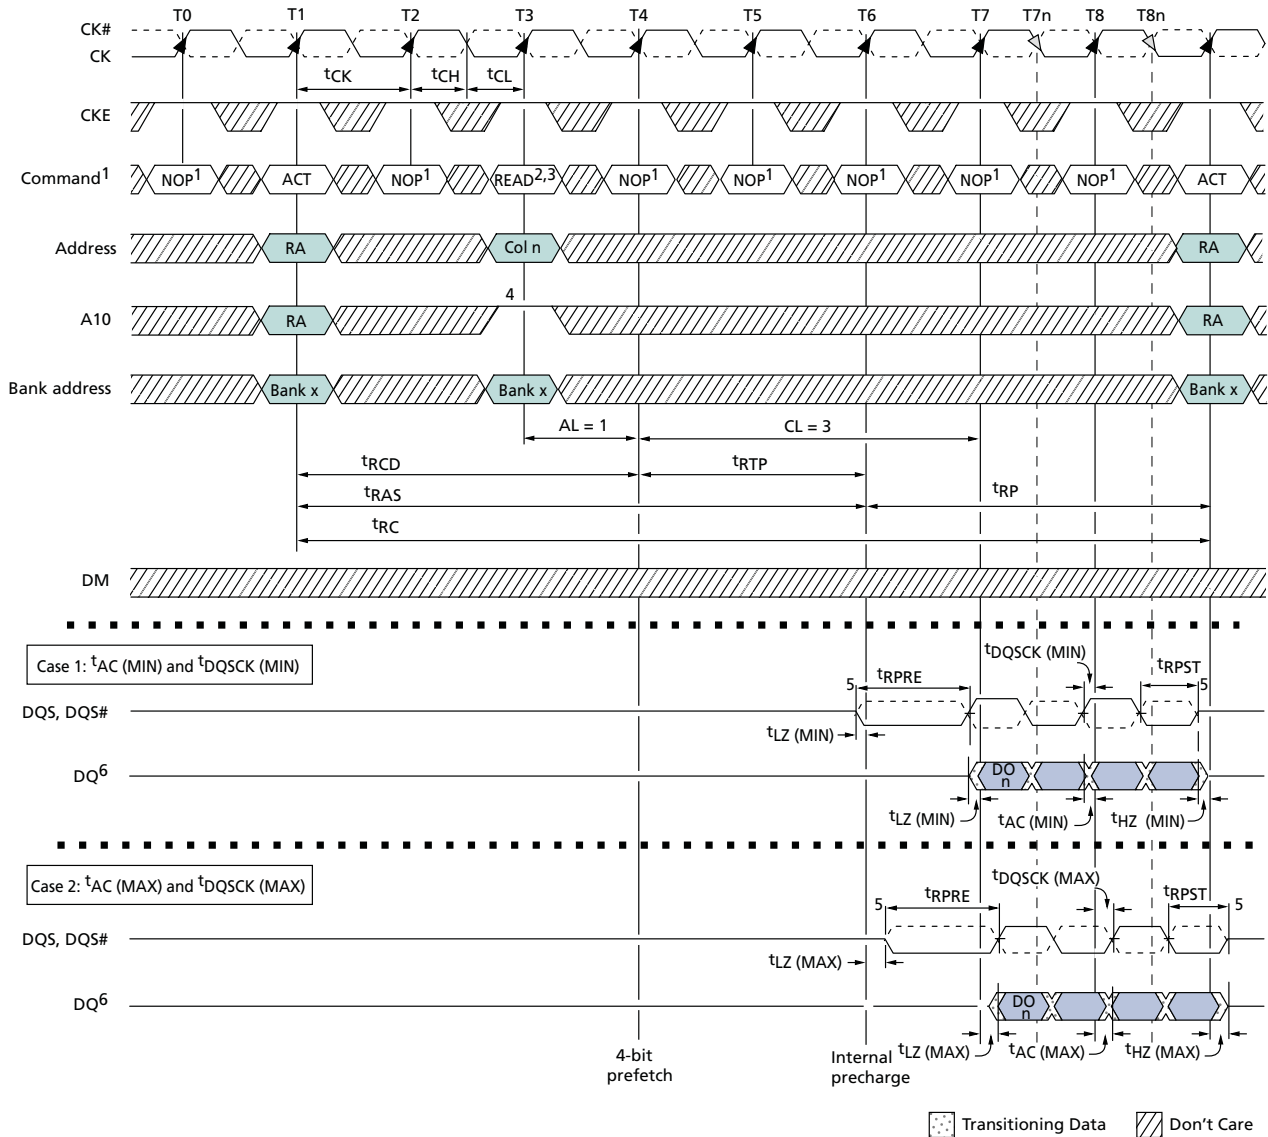 T0 T1 T2 T3 T4 T5 T6 T7 T7n T8 T8n
CK#
CK
tCK tCH tCL
CKE
Command1 NOP1 ACT NOP1 READ2,3 NOP1 NOP1 NOP1 NOP1 NOP1 ACT
Address RA Col n RA
4
A10 RA RA
Bank address Bank x Bank x Bank x
AL = 1 CL = 3
tRCD tRTP
tRAS tRP
tRC
DM
Case 1: tAC (MIN) and tDQSCK (MIN)
tDQSCK (MIN)
5 tRPRE tRPST 5
DQS, DQS#
tLZ (MIN)
DQ6 DO n
tLZ (MIN) tAC (MIN) tHZ (MIN)
Case 2: tAC (MAX) and tDQSCK (MAX)
tDQSCK (MAX)
5 tRPRE tRPST 5
DQS, DQS#
tLZ (MAX)
DQ6 DO n
tLZ (MAX) tAC (MAX) tHZ (MAX)
4-bit
prefetch
Internal
precharge
Transitioning Data Don't Care